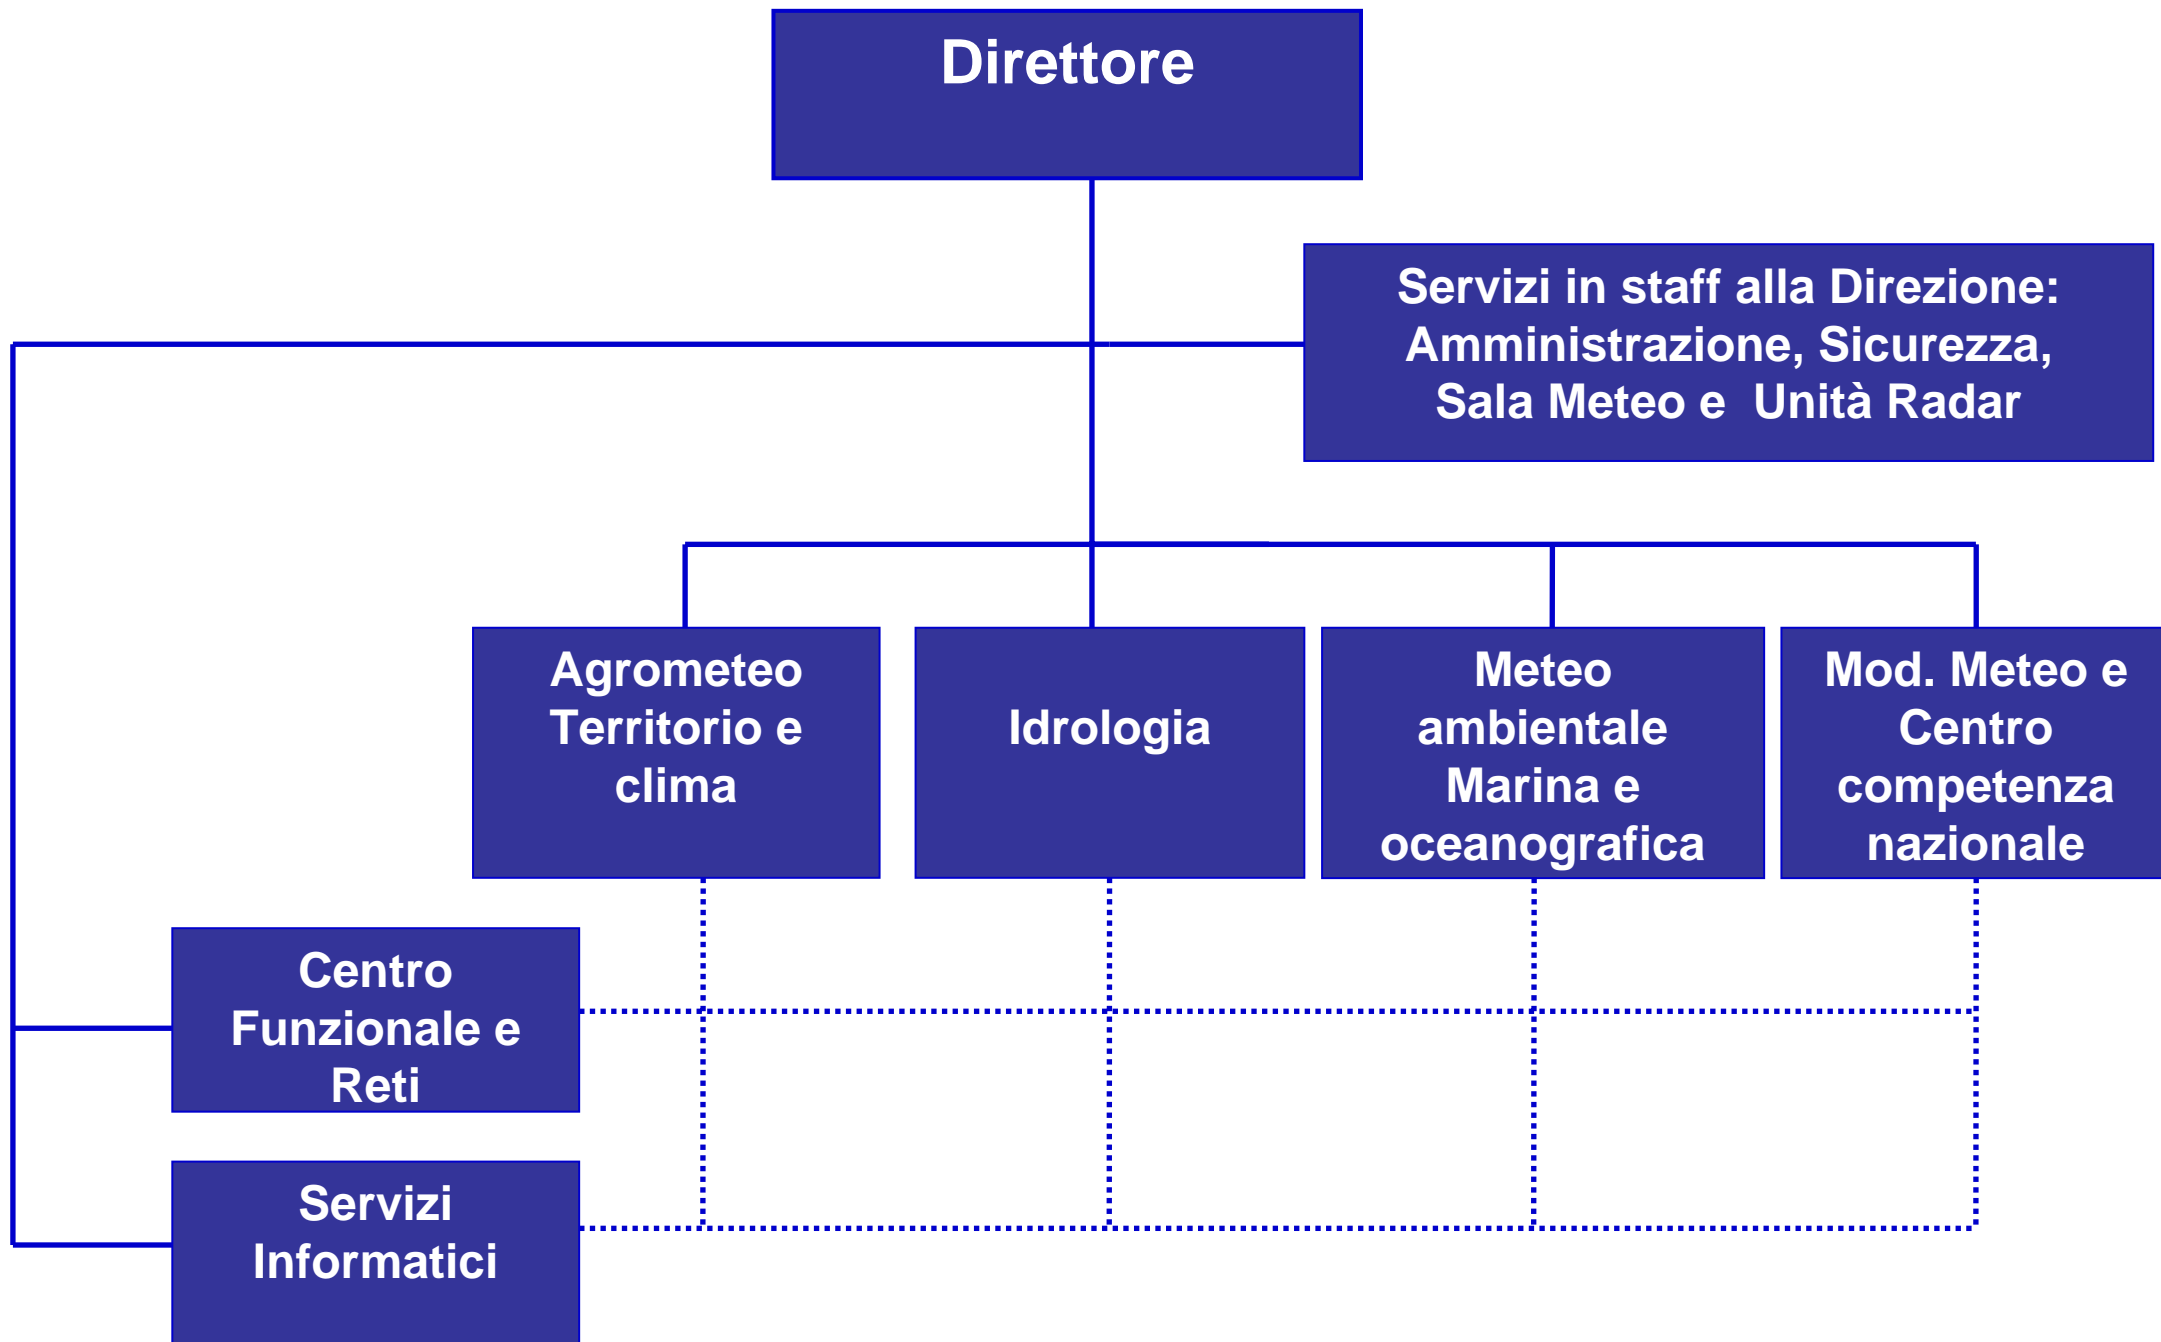 Direttore
Servizi in staff alla Direzione:
Amministrazione, Sicurezza,
Sala Meteo e  Unità Radar
Agrometeo
Territorio e
clima
Idrologia
Meteo
ambientale
Marina e
oceanografica
Mod. Meteo e
Centro
competenza
nazionale
Centro
Funzionale e
Reti
Servizi
Informatici